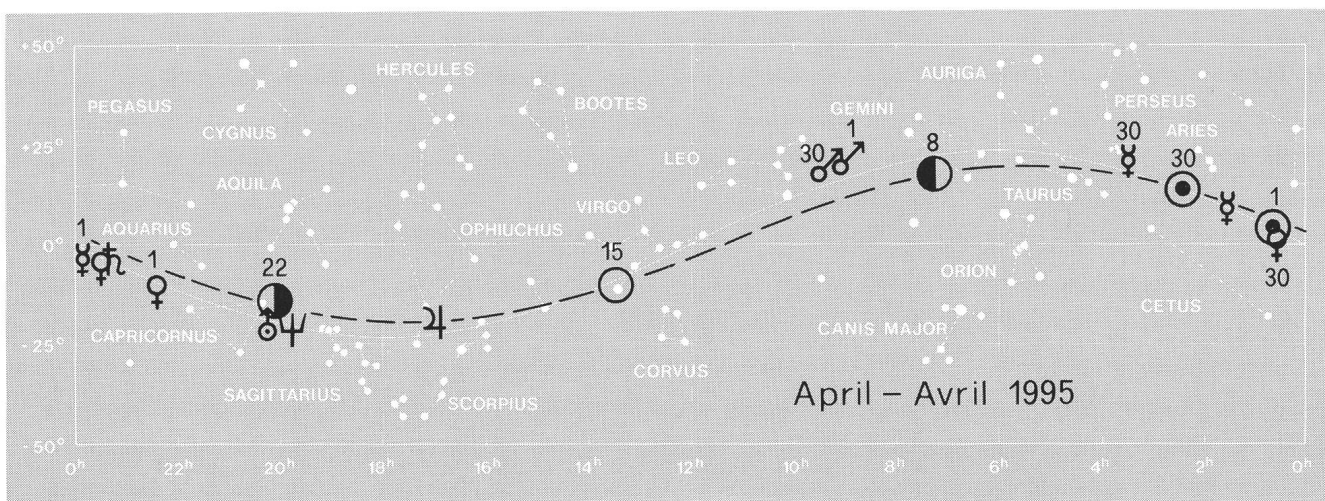 +50°
HERCULES
AURIGA
PEGASUS
BOOTES
GEMINI
PERSEUS
CYGNUS
1
30
ARIES
+25°
LEO
30
8
30
AQUILA
TAURUS
VIRGO
1
AQUARIUS
OPHIUCHUS
1
0°
15
1
22
ORION
30
CETUS
CAPRICORNUS
CANIS MAJOR
-25°
CORVUS
SAGITTARIUS
SCORPIUS
April – Avril 1995
-50°
0h 22h 20h 18h 16h 14h 12h 10h 8h 6h 4h 2h 0h